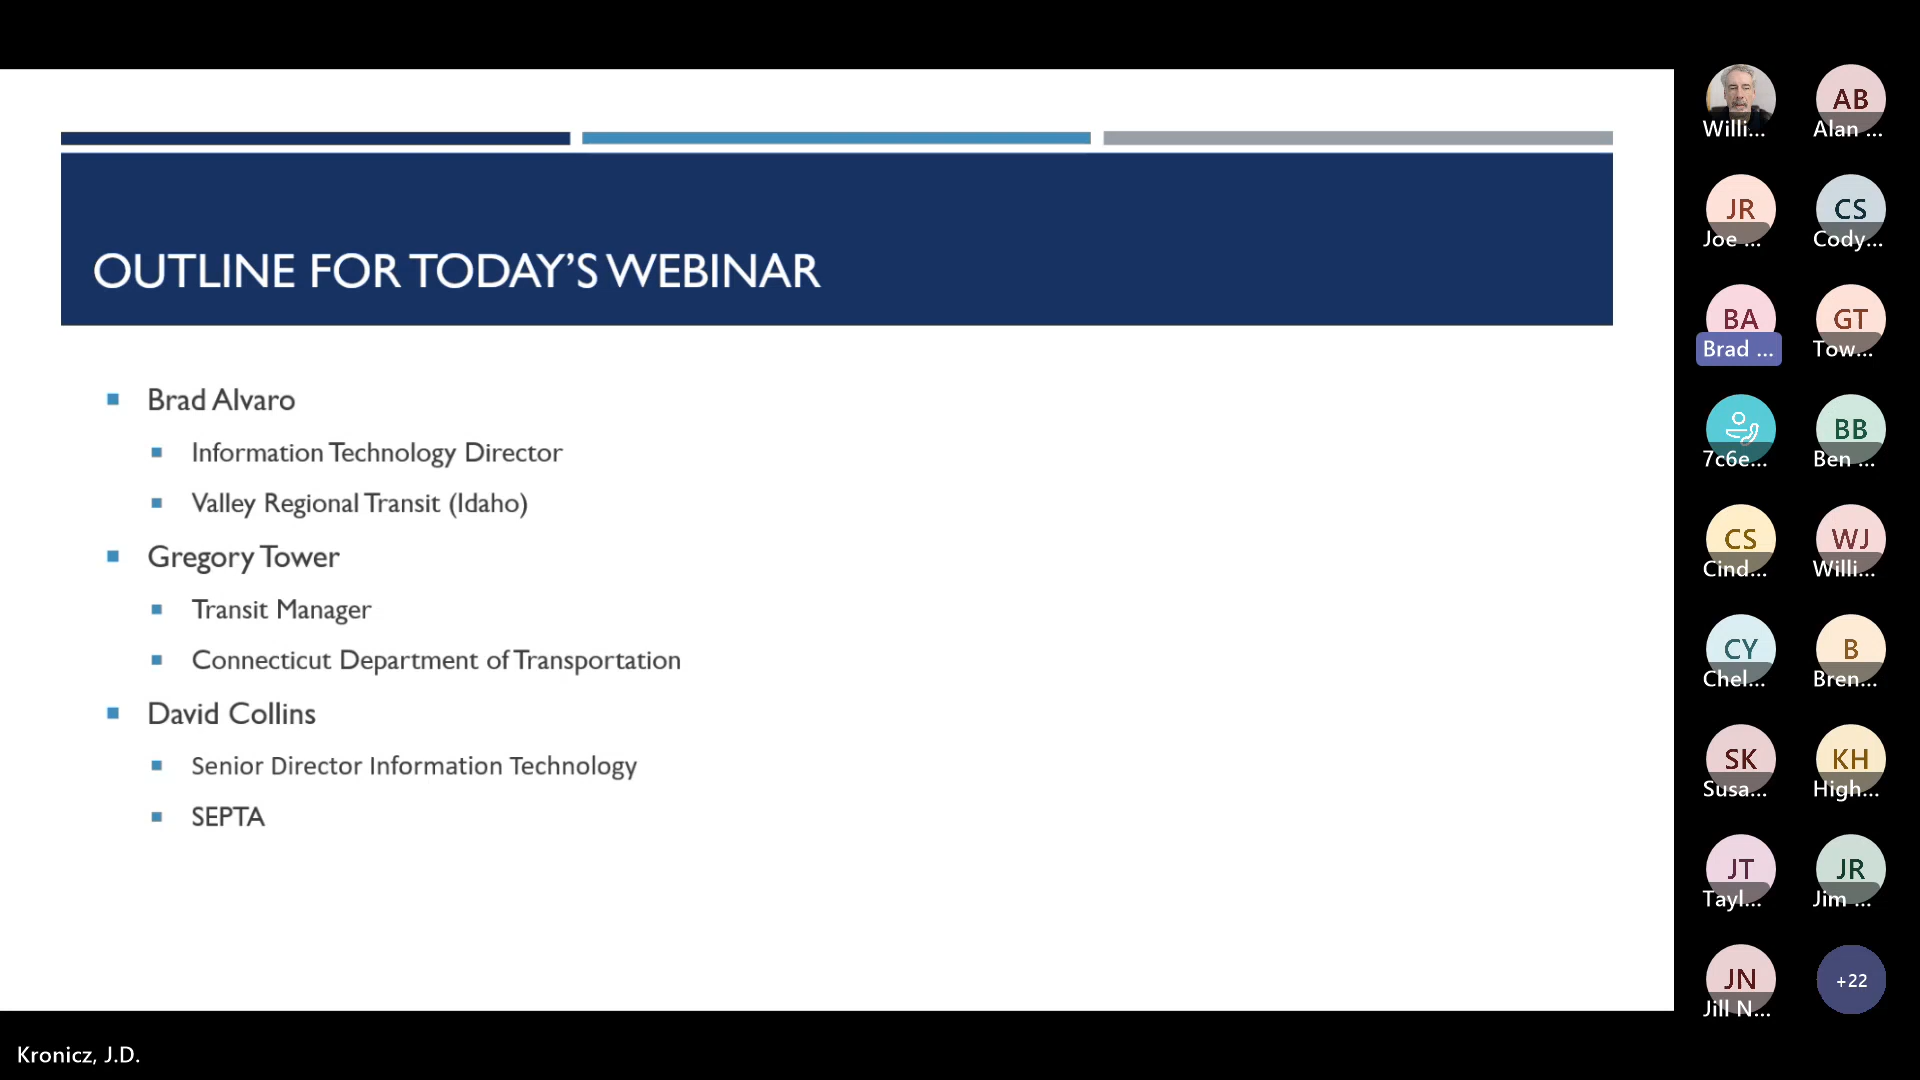 OUTLINE FOR TODAY’S WEBINAR
Brad Alvaro
Information Technology Director
Valley Regional Transit (Idaho)
Gregory Tower
Transit Manager
Connecticut Department of Transportation
David Collins
Senior Director Information Technology
SEPTA
Willi...
AB
Alan ...
JR
Joe ...
CS
Cody...
BA
Brad ...
GT
Tow...
7c6e...
BB
Ben ...
CS
Cind...
WJ
Willi...
CY
Chel...
B
Bren...
SK
Susa...
KH
High...
JT
Tayl...
JR
Jim ...
JN
Jill N...
+22
Kronicz, J.D.